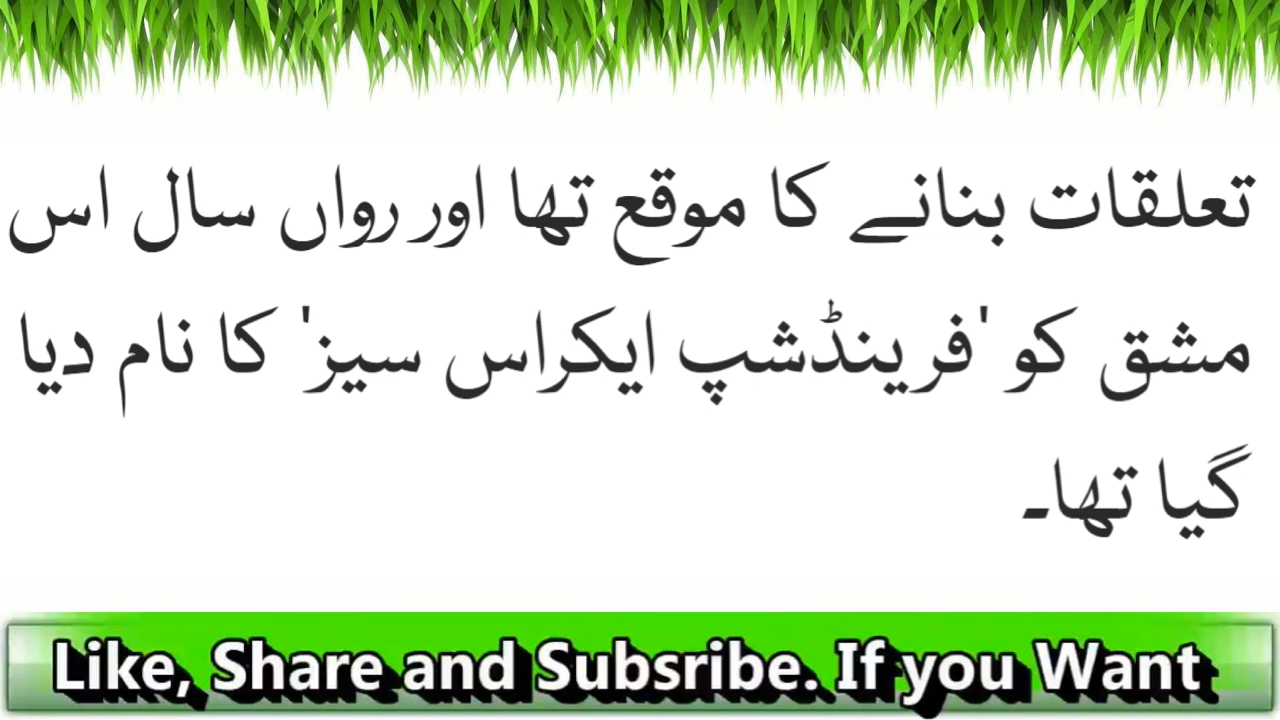 تعلقات بنانے کا موقع تھا اور رواں سال اس
مشق کو 'فرینڈشپ ایکراس سیز' کا نام دیا
گیا تھا۔
Like, Share and Subsribe. If you Want